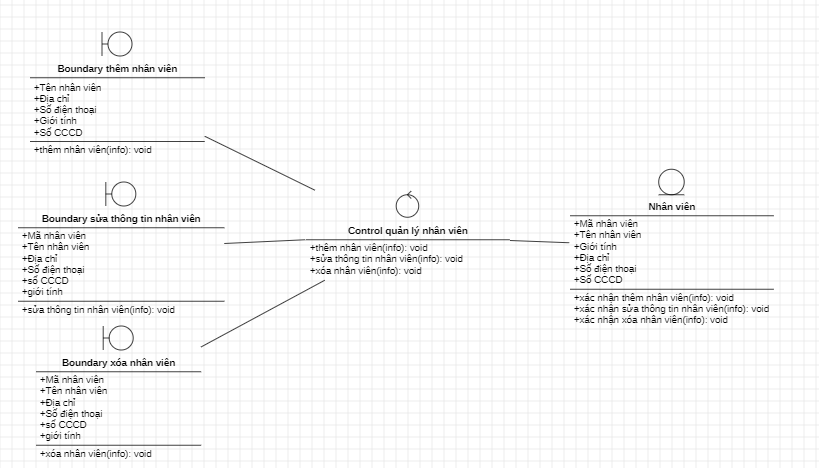 Boundary thêm nhân viên
+Tên nhân viên
+Địa chỉ
+Số điện thoại
+Giới tính
+Số CCCD
+thêm nhân viên(info): void
Boundary sửa thông tin nhân viên
+Mã nhân viên
+Tên nhân viên
+Địa chỉ
+Số điện thoại
+số CCCD
+giới tính
+sửa thông tin nhân viên(info): void
Boundary xóa nhân viên
+Mã nhân viên
+Tên nhân viên
+Địa chỉ
+Số điện thoại
+số CCCD
+giới tính
+xóa nhân viên(info): void
Control quản lý nhân viên
+thêm nhân viên(info): void
+sửa thông tin nhân viên(info): void
+xóa nhân viên(info): void
Nhân viên
+Mã nhân viên
+Tên nhân viên
+Giới tính
+Địa chỉ
+Số điện thoại
+Số CCCD
+xác nhận thêm nhân viên(info): void
+xác nhận sửa thông tin nhân viên(info): void
+xác nhận xóa nhân viên(info): void